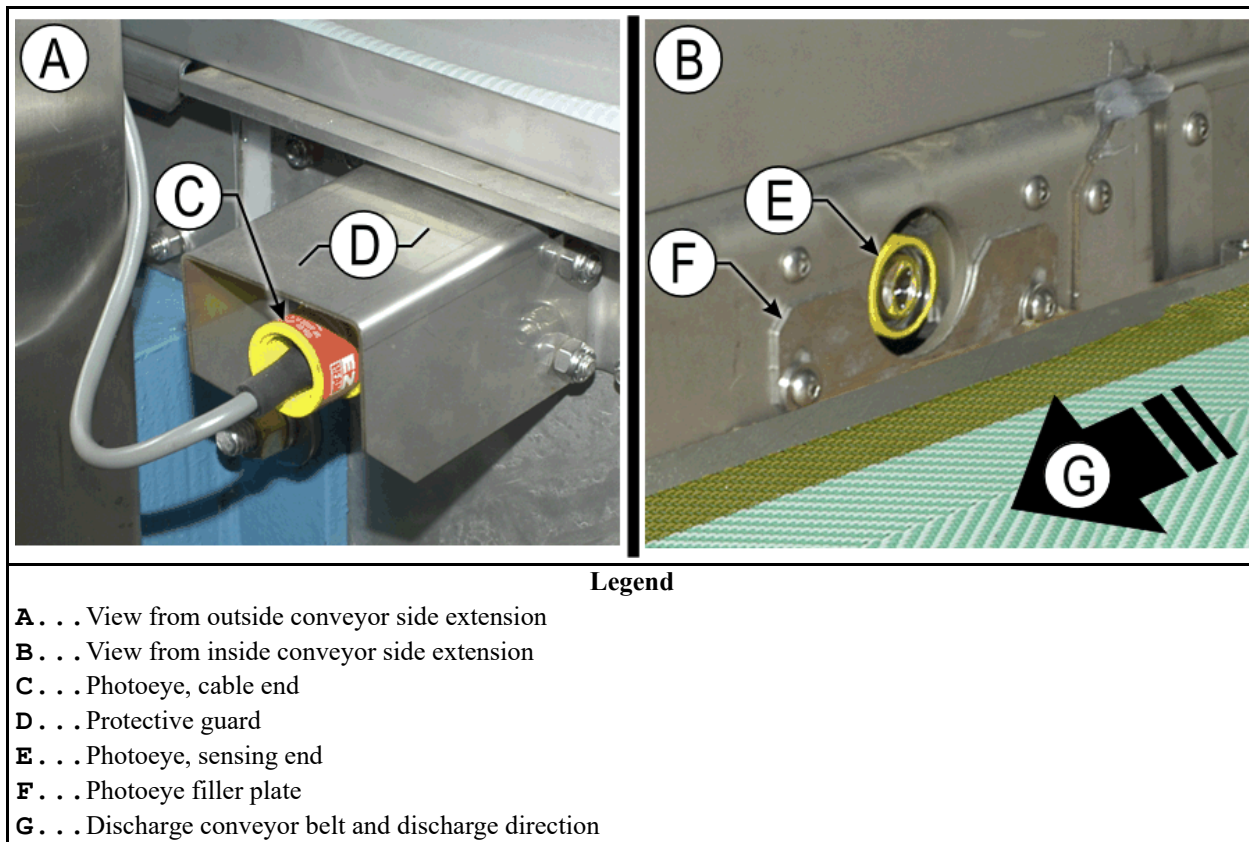 A
B
C
D
E
F
G
Legend
A...View from outside conveyor side extension
B...View from inside conveyor side extension
C...Photoeye, cable end
D...Protective guard
E...Photoeye, sensing end
F...Photoeye filler plate
G...Discharge conveyor belt and discharge direction